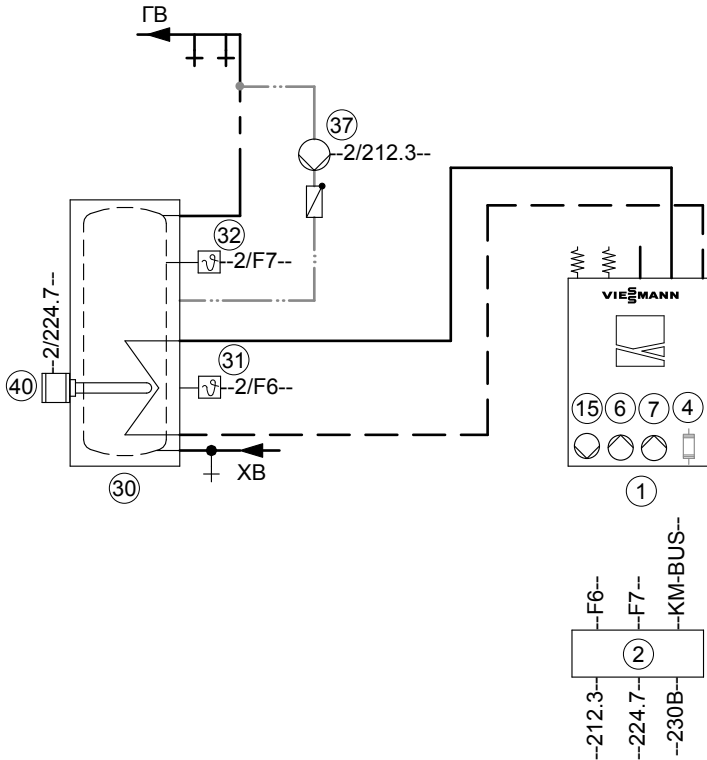 ГВ
37
--2/212.3--
32
--2/F7--
--2/224.7--
VIESSMANN
31
--2/F6--
40
15 6 7 4
ХВ
30
1
--F6--
--F7--
--KM-BUS--
2
--212.3--
--224.7--
--230В--